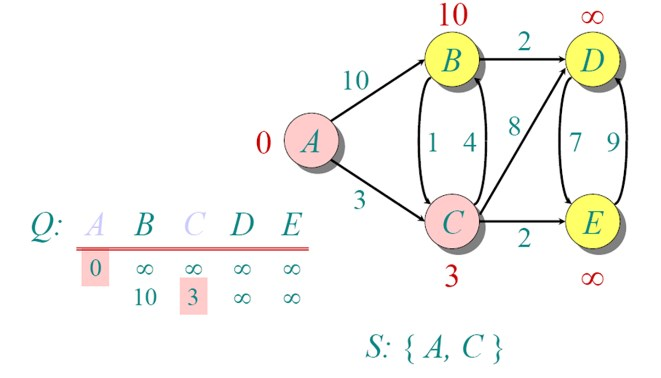 10 ∞
2
B D
10
0 A 1 4 8 7 9
3
C 2 E
3 ∞
Q: A B C D E
0 ∞ ∞ ∞ ∞
10 3 ∞ ∞
S: { A, C }